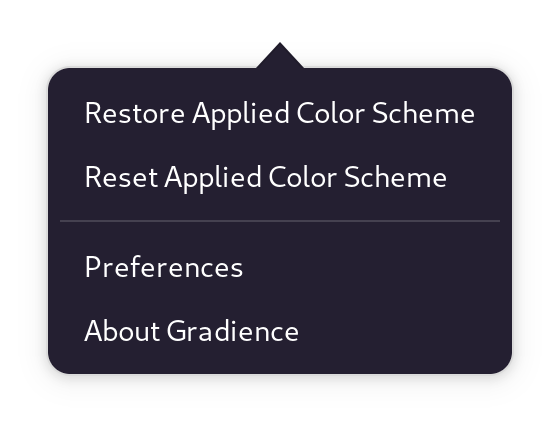 Restore Applied Color Scheme
Reset Applied Color Scheme
Preferences
About Gradience